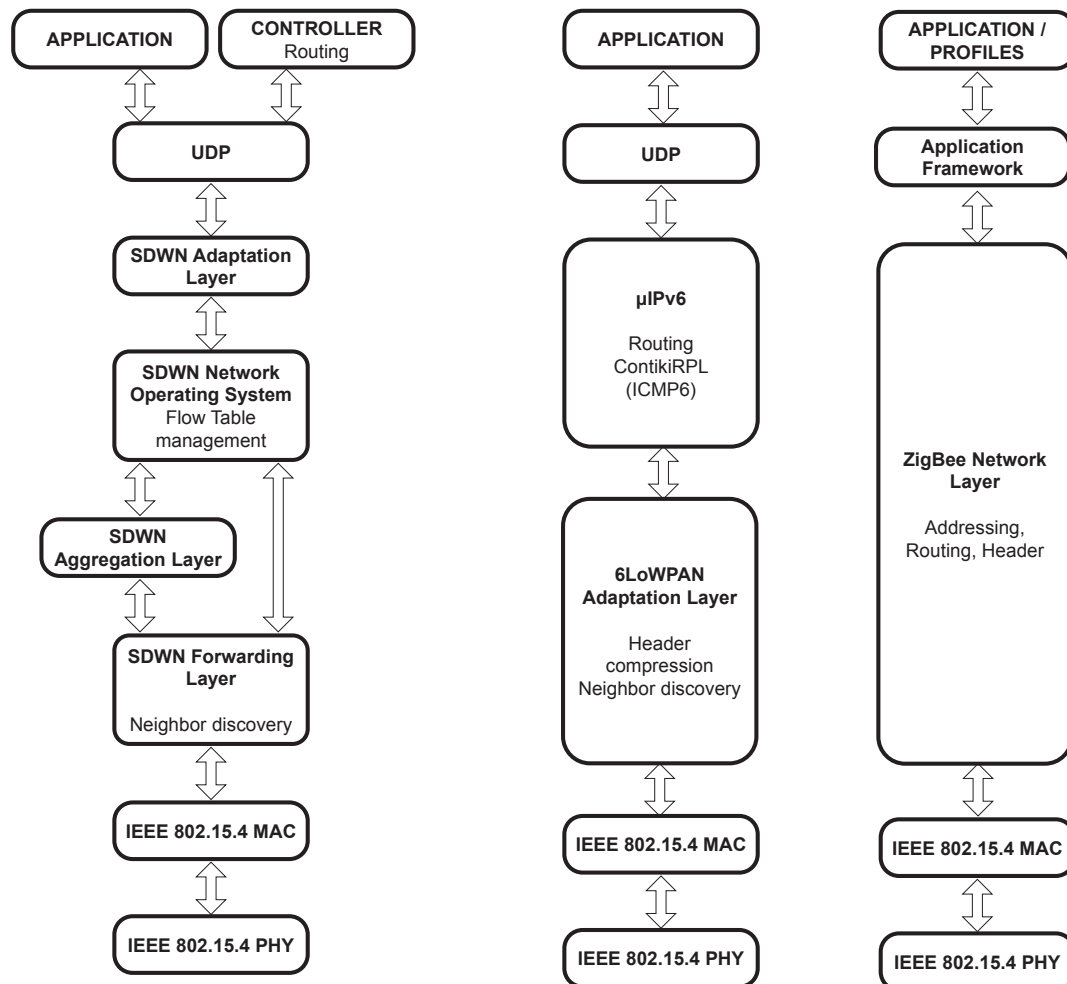 APPLICATION
CONTROLLER
Routing
UDP
SDWN Adaptation
Layer
SDWN Network
Operating System
Flow Table
management
SDWN
Aggregation Layer
SDWN Forwarding
Layer
Neighbor discovery
IEEE 802.15.4 MAC
IEEE 802.15.4 PHY
APPLICATION
UDP
µIPv6
Routing
ContikiRPL
(ICMP6)
6LoWPAN
Adaptation Layer
Header
compression
Neighbor discovery
IEEE 802.15.4 MAC
IEEE 802.15.4 PHY
APPLICATION /
PROFILES
Application
Framework
ZigBee Network
Layer
Addressing,
Routing, Header
IEEE 802.15.4 MAC
IEEE 802.15.4 PHY